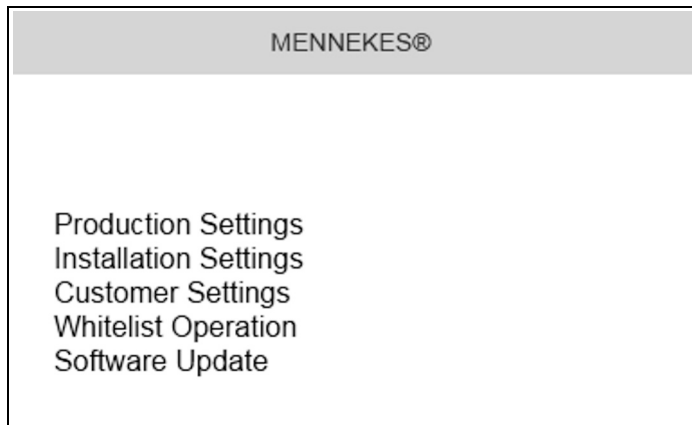 MENNEKES®
Production Settings
Installation Settings
Customer Settings
Whitelist Operation
Software Update